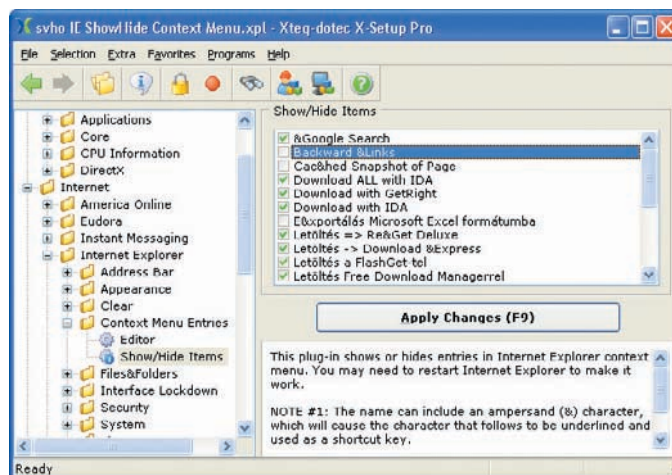 svho IE ShowHide Context Menu.xpl - Xteq-dotec X-Setup Pro
File Selection Extra Favorites Programs Help
Applications
Core
CPU Information
DirectX
Internet
America Online
Eudora
Instant Messaging
Internet Explorer
Address Bar
Appearance
Clear
Context Menu Entries
Editor
Show/Hide Items
Files&Folders
Interface Lockdown
Security
System
Show/Hide Items
&Google Search
Backward &Links
Cac&hed Snapshot of Page
Download ALL with IDA
Download with GetRight
Download with IDA
E&xportálás Microsoft Excel formátumba
Letöltés => Re&Get Deluxe
Letöltés -> Download &Express
Letöltés a FlashGet-tel
Letöltés Free Download Managerrel
Apply Changes (F9)
This plug-in shows or hides entries in Internet Explorer context
menu. You may need to restart Internet Explorer to make it
work.
NOTE #1: The name can include an ampersand (&) character,
which will cause the character that follows to be underlined and
used as a shortcut key.
Ready